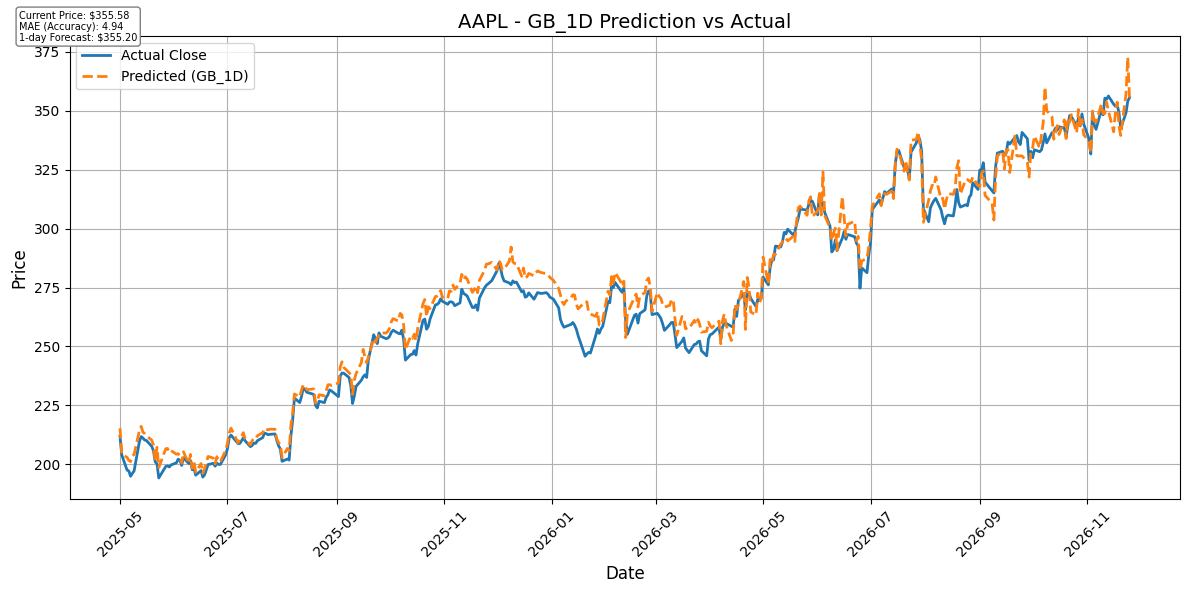 AAPL - GB_1D Prediction vs Actual
Current Price: $355.58
MAE (Accuracy): 4.94
1-day Forecast: $355.20
Actual Close
Predicted (GB_1D)
Price
375
350
325
300
275
250
225
200
2025-05
2025-07
2025-09
2025-11
2026-01
2026-03
2026-05
2026-07
2026-09
2026-11
Date